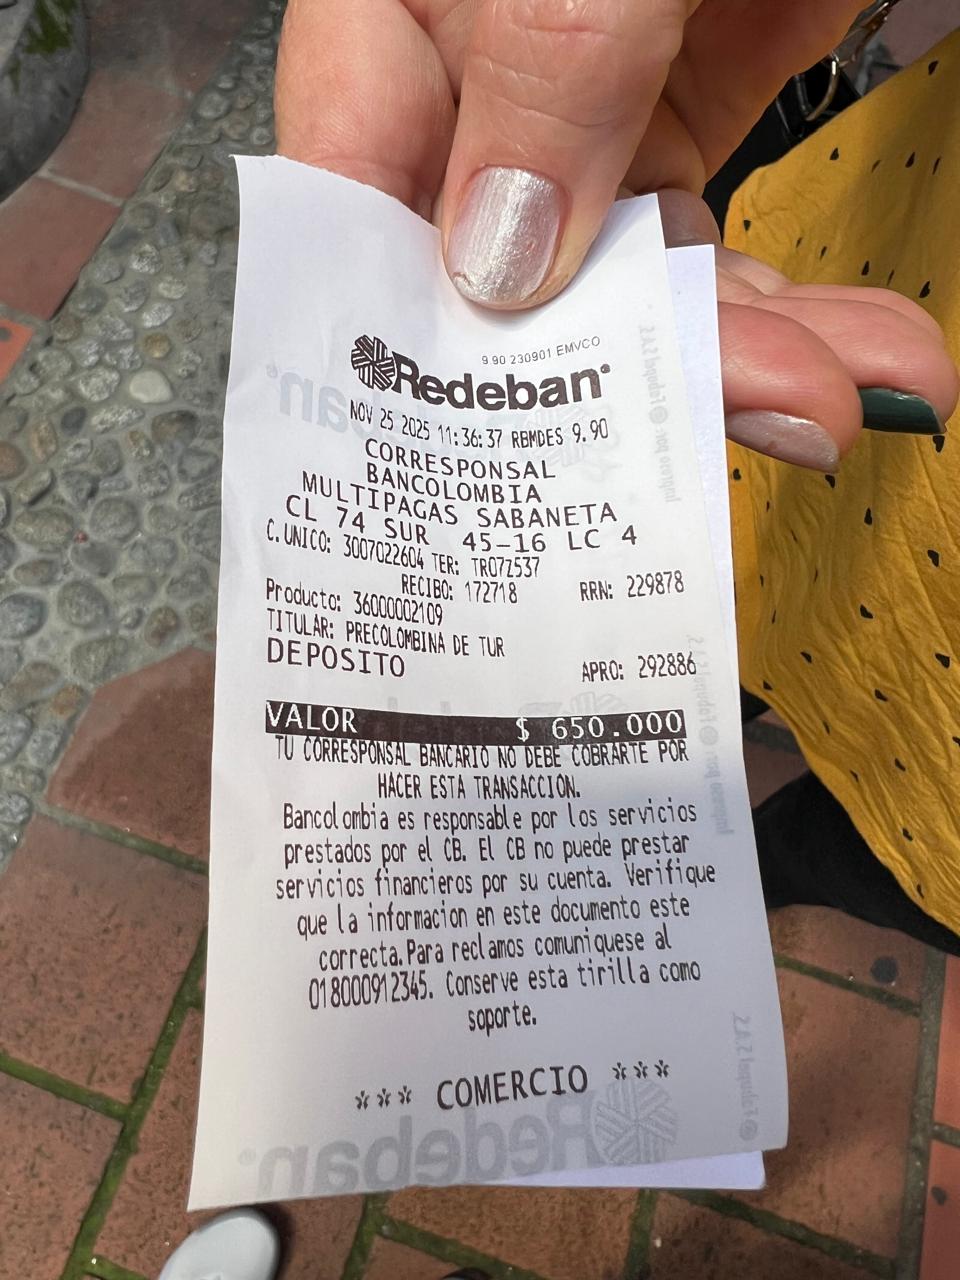 9.90 230901 EMVCO
Redeban
NOV 25 2025 11:36:37 RBMDES 9.90
CORRESPONSAL
BANCOLOMBIA
MULTIPAGAS SABANETA
CL 74 SUR 45-16 LC 4
C.UNICO: 3007022604 TER: TR07Z537
RECIBO: 172718 RRN: 229878
Producto: 36000002109
TITULAR: PRECOLOMBINA DE TUR
DEPOSITO APRO: 292886
VALOR $ 650.000
TU CORRESPONSAL BANCARIO NO DEBE COBRARTE POR
HACER ESTA TRANSACCION.
Bancolombia es responsable por los servicios
prestados por el CB. El CB no puede prestar
servicios financieros por su cuenta. Verifique
que la informacion en este documento este
correcta.Para reclamos comuniquese al
018000912345. Conserve esta tirilla como
soporte.
*** COMERCIO ***
Redeban